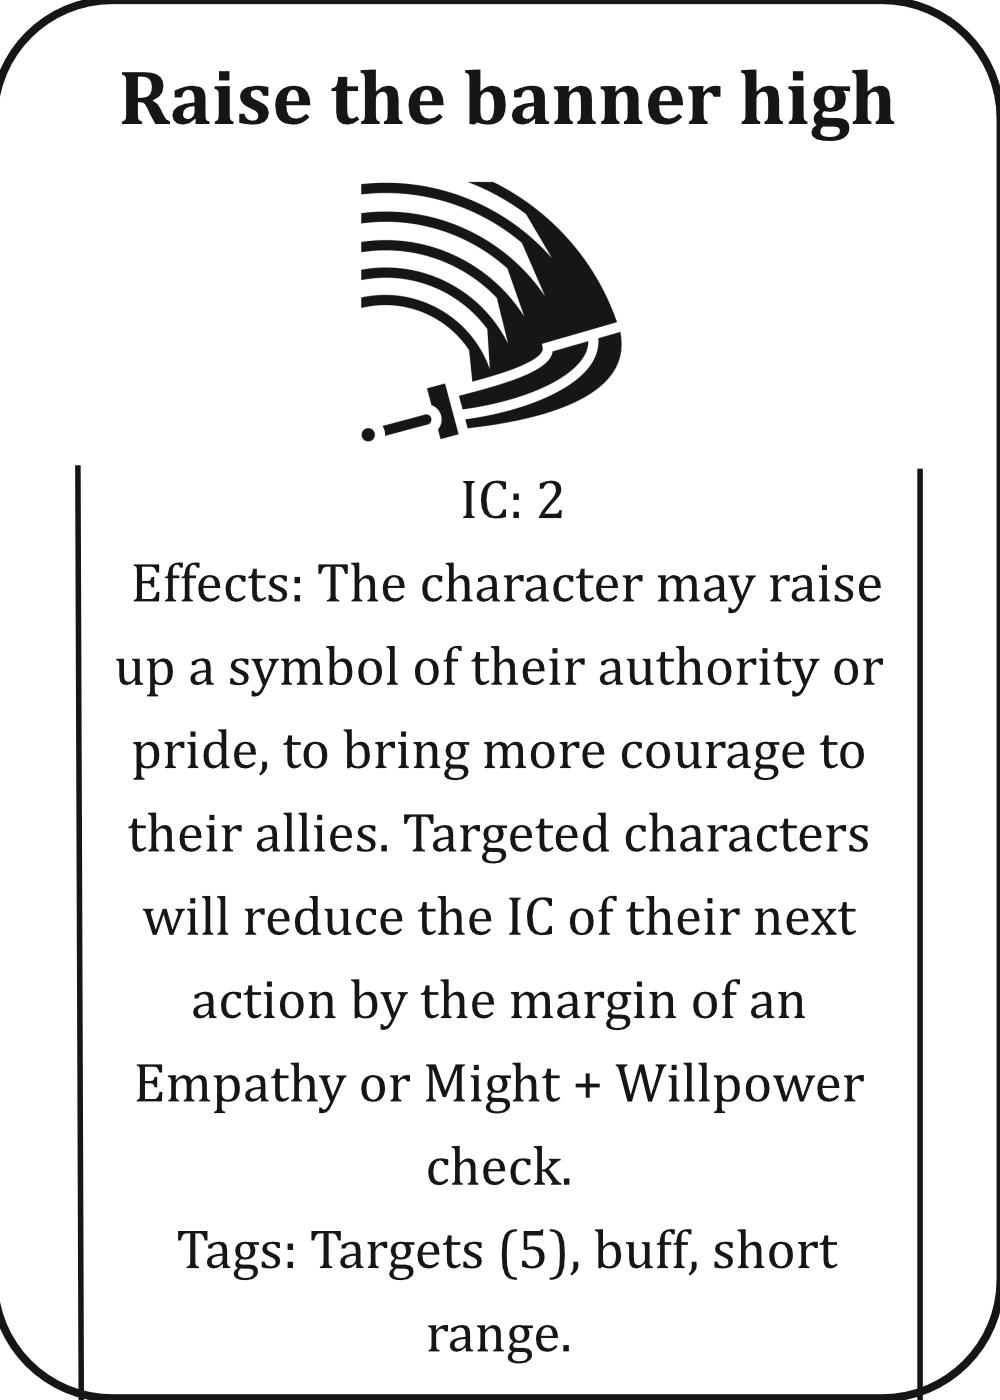 Raise the banner high
IC: 2
Effects: The character may raise
up a symbol of their authority or
pride, to bring more courage to
their allies. Targeted characters
will reduce the IC of their next
action by the margin of an
Empathy or Might + Willpower
check.
Tags: Targets (5), buff, short
range.